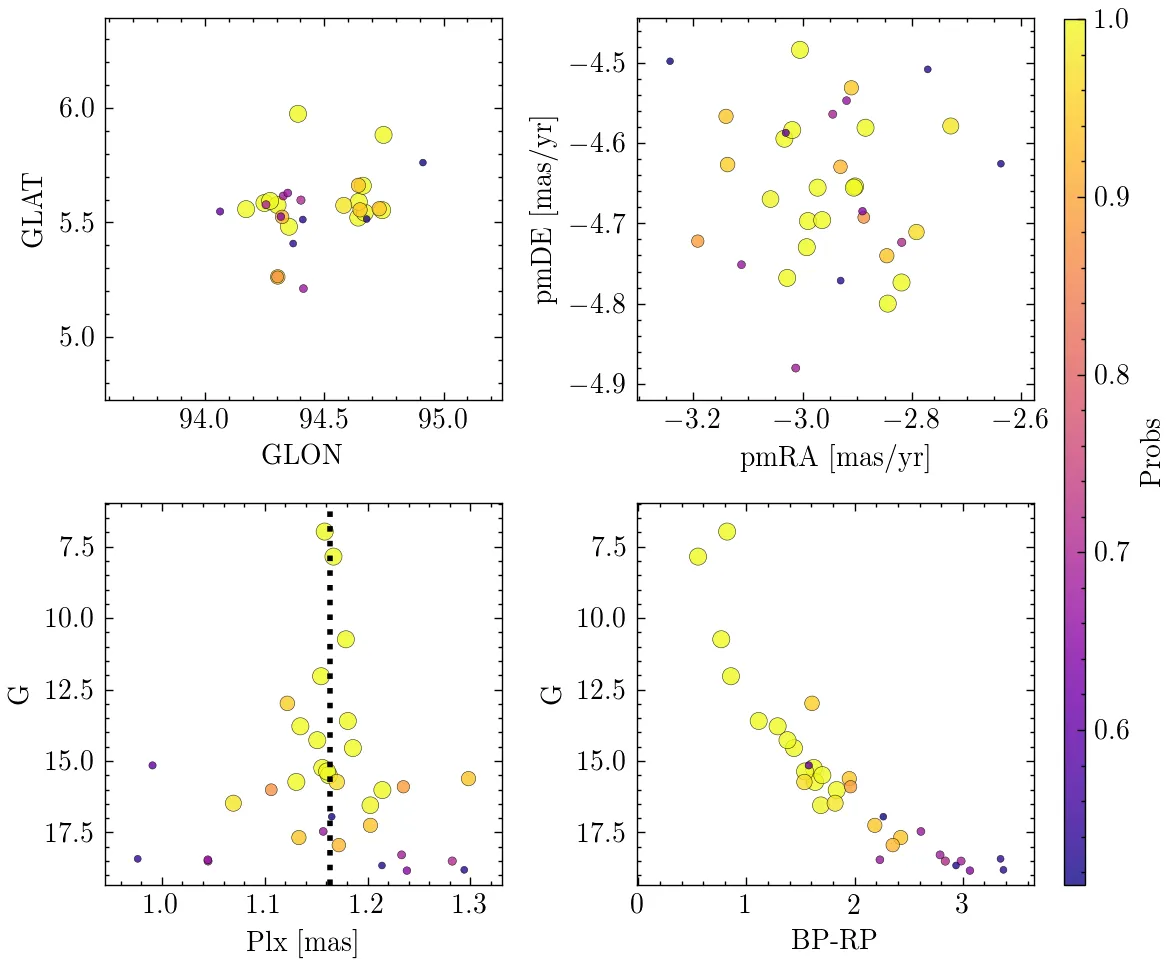 6.0
5.5
5.0
GLAT
94.0 94.5 95.0
GLON
−4.5
−4.6
−4.7
−4.8
−4.9
pmDE [mas/yr]
−3.2 −3.0 −2.8 −2.6
pmRA [mas/yr]
1.0
0.9
0.8
0.7
0.6
Probs
7.5
10.0
12.5
15.0
17.5
G
1.0 1.1 1.2 1.3
Plx [mas]
7.5
10.0
12.5
15.0
17.5
G
0 1 2 3
BP-RP